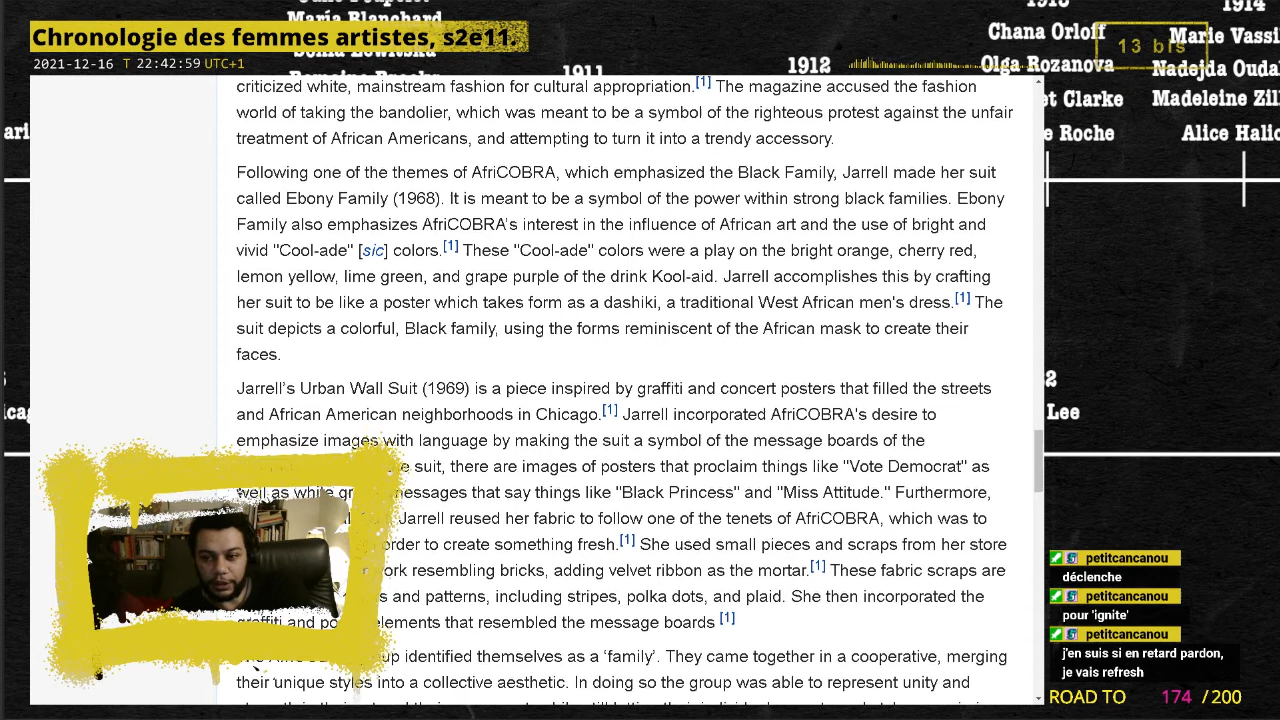 María Blanchard
Chronologie des femmes artistes, s2e11.
2021-12-16 T 22:42:59 UTC+1
1911
1912
1914
Chana Orloff
Olga Rozanova
13 bis
Marie Vassil
Nadejda Oudal
et Clarke
Madeleine Zill
e Roche
Alice Halic
criticized white, mainstream fashion for cultural appropriation.[1] The magazine accused the fashion
world of taking the bandolier, which was meant to be a symbol of the righteous protest against the unfair
treatment of African Americans, and attempting to turn it into a trendy accessory.
Following one of the themes of AfriCOBRA, which emphasized the Black Family, Jarrell made her suit
called Ebony Family (1968). It is meant to be a symbol of the power within strong black families. Ebony
Family also emphasizes AfriCOBRA's interest in the influence of African art and the use of bright and
vivid "Cool-ade" [sic] colors.[1] These "Cool-ade" colors were a play on the bright orange, cherry red,
lemon yellow, lime green, and grape purple of the drink Kool-aid. Jarrell accomplishes this by crafting
her suit to be like a poster which takes form as a dashiki, a traditional West African men's dress.[1] The
suit depicts a colorful, Black family, using the forms reminiscent of the African mask to create their
faces.
Jarrell's Urban Wall Suit (1969) is a piece inspired by graffiti and concert posters that filled the streets
and African American neighborhoods in Chicago.[1] Jarrell incorporated AfriCOBRA's desire to
emphasize images with language by making the suit a symbol of the message boards of the
suit, there are images of posters that proclaim things like "Vote Democrat" as
well as white messages that say things like "Black Princess" and "Miss Attitude." Furthermore,
Jarrell reused her fabric to follow one of the tenets of AfriCOBRA, which was to
order to create something fresh.[1] She used small pieces and scraps from her store
ork resembling bricks, adding velvet ribbon as the mortar.[1] These fabric scraps are
s and patterns, including stripes, polka dots, and plaid. She then incorporated the
graffiti and elements that resembled the message boards [1]
up identified themselves as a 'family'. They came together in a cooperative, merging
their unique styles into a collective aesthetic. In doing so the group was able to represent unity and
2
Lee
petitcancanou
déclenche
petitcancanou
pour 'ignite'
petitcancanou
j'en suis si en retard pardon,
je vais refresh
ROAD TO 174 / 200